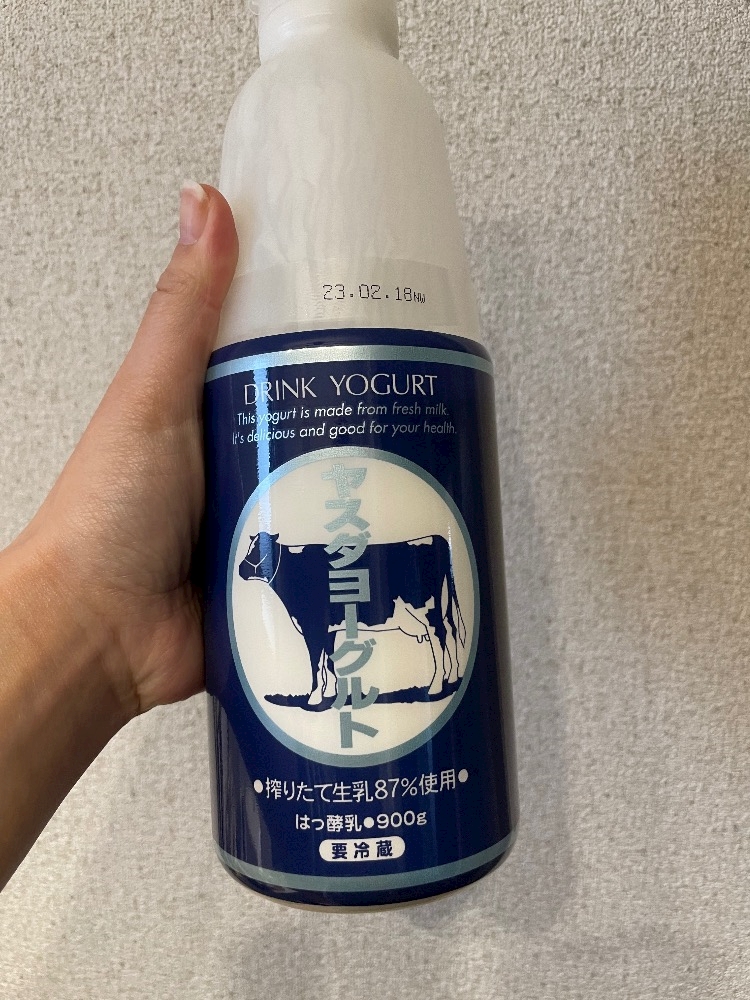 23.02.18NW
DRINK YOGURT
This yogurt is made from fresh milk.
It's delicious and good for your health.
ヤスダヨーグルト
●搾りたて生乳87%使用●
はっ酵乳●900g
要冷蔵